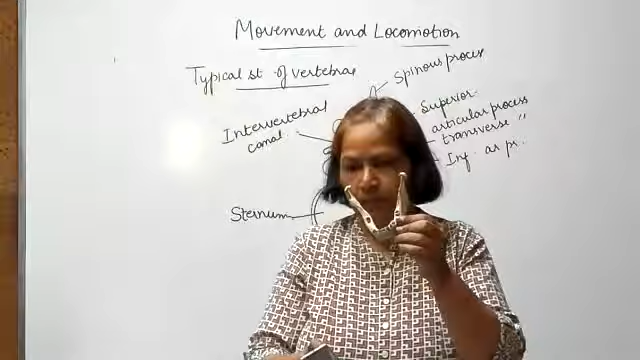 Movement and Locomotion
Typical st. of vertebrae
Spinous proces
Intervertebral
canal
Superior
articular process
transverse "
Inf. ar pr.
Sternum